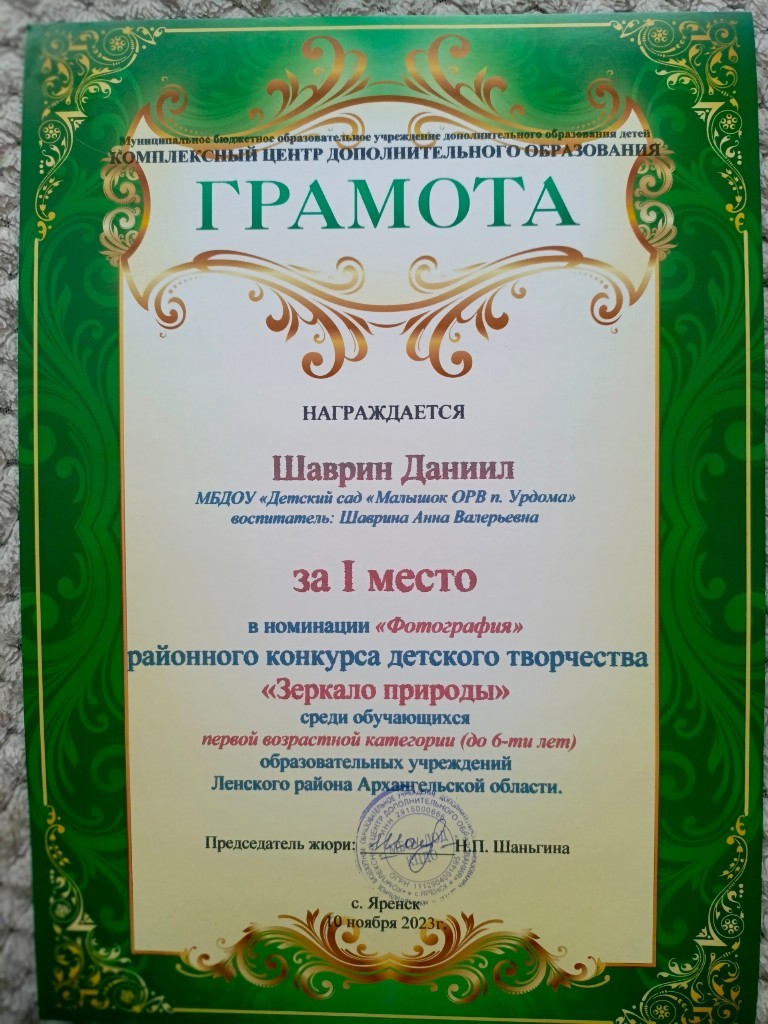 Муниципальное бюджетное образовательное учреждение дополнительного образования детей
КОМПЛЕКСНЫЙ ЦЕНТР ДОПОЛНИТЕЛЬНОГО ОБРАЗОВАНИЯ
ГРАМОТА
НАГРАЖДАЕТСЯ
Шаврин Даниил
МБДОУ «Детский сад «Малышок ОРВ п. Урдома»
воспитатель: Шаврина Анна Валерьевна
за I место
в номинации «Фотография»
районного конкурса детского творчества
«Зеркало природы»
среди обучающихся
первой возрастной категории (до 6-ти лет)
образовательных учреждений
Ленского района Архангельской области.
Председатель жюри: Н.П. Шаньгина
с. Яренск
10 ноября 2023г.